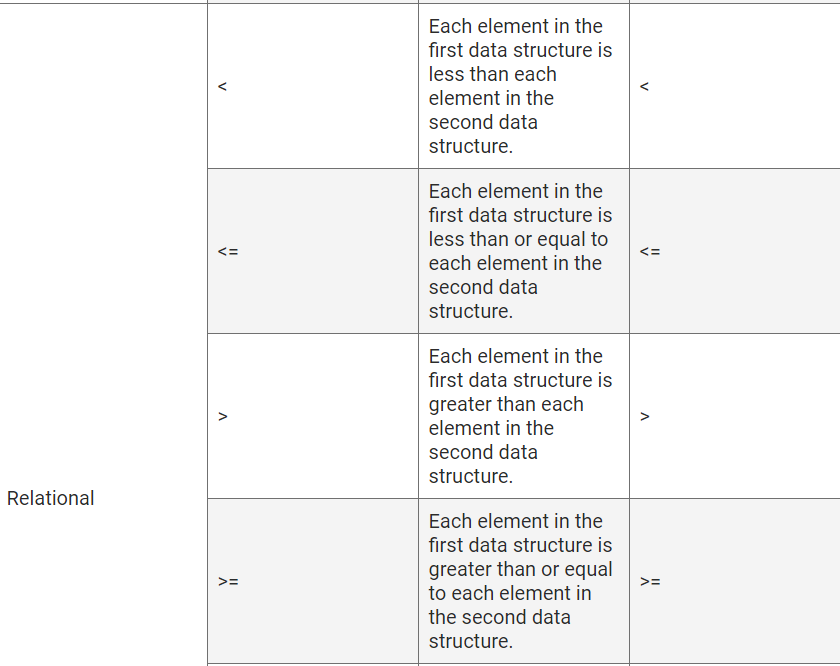 <
Each element in the
first data structure is
less than each
element in the
second data
structure.
<
<=
Each element in the
first data structure is
less than or equal to
each element in the
second data
structure.
<=
>
Each element in the
first data structure is
greater than each
element in the
second data
structure.
>
Relational
>=
Each element in the
first data structure is
greater than or equal
to each element in
the second data
structure.
>=